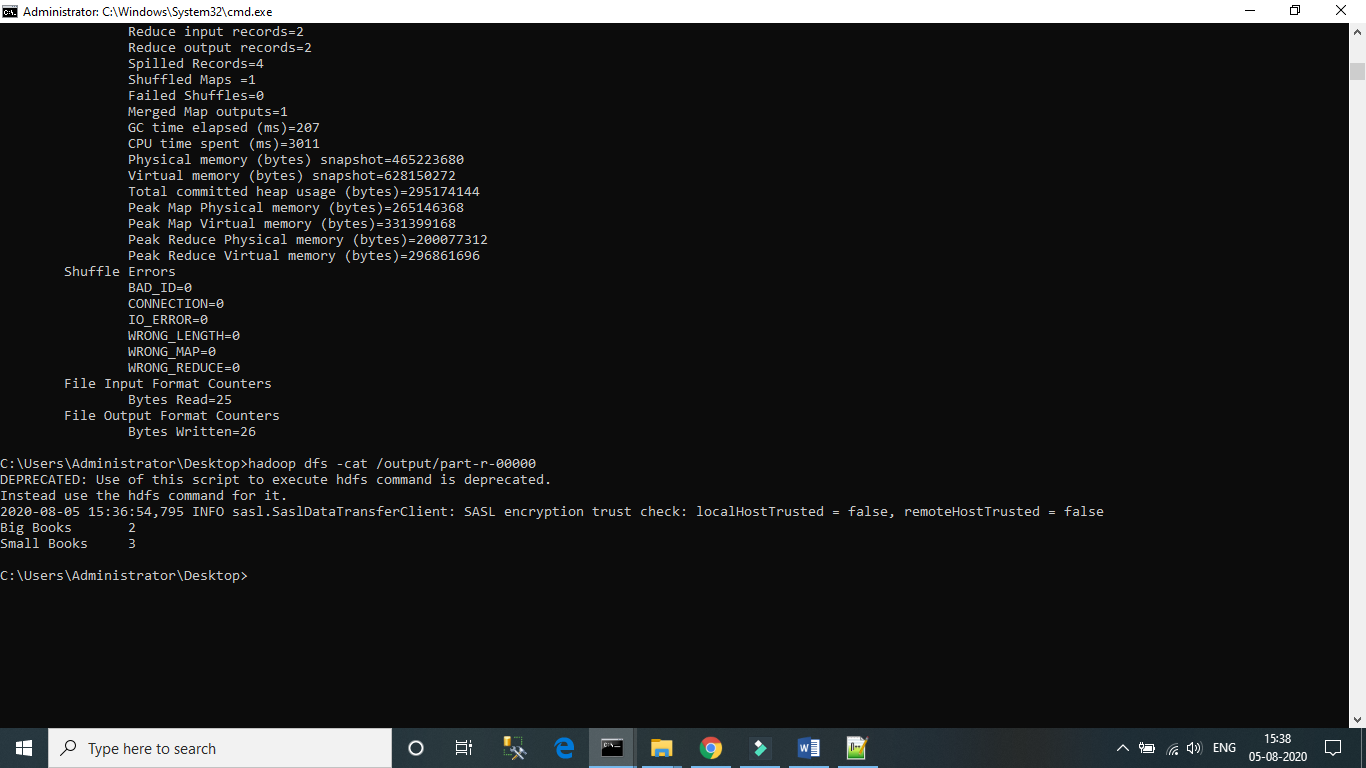 Administrator: C:\Windows\System32\cmd.exe
Reduce input records=2
Reduce output records=2
Spilled Records=4
Shuffled Maps =1
Failed Shuffles=0
Merged Map outputs=1
GC time elapsed (ms)=207
CPU time spent (ms)=3011
Physical memory (bytes) snapshot=465223680
Virtual memory (bytes) snapshot=628150272
Total committed heap usage (bytes)=295174144
Peak Map Physical memory (bytes)=265146368
Peak Map Virtual memory (bytes)=331399168
Peak Reduce Physical memory (bytes)=200077312
Peak Reduce Virtual memory (bytes)=296861696
Shuffle Errors
BAD_ID=0
CONNECTION=0
IO_ERROR=0
WRONG_LENGTH=0
WRONG_MAP=0
WRONG_REDUCE=0
File Input Format Counters
Bytes Read=25
File Output Format Counters
Bytes Written=26
C:\Users\Administrator\Desktop>hadoop dfs -cat /output/part-r-00000
DEPRECATED: Use of this script to execute hdfs command is deprecated.
Instead use the hdfs command for it.
2020-08-05 15:36:54,795 INFO sasl.SaslDataTransferClient: SASL encryption trust check: localHostTrusted = false, remoteHostTrusted = false
Big Books 2
Small Books 3
C:\Users\Administrator\Desktop>
Type here to search
ENG
15:38
05-08-2020